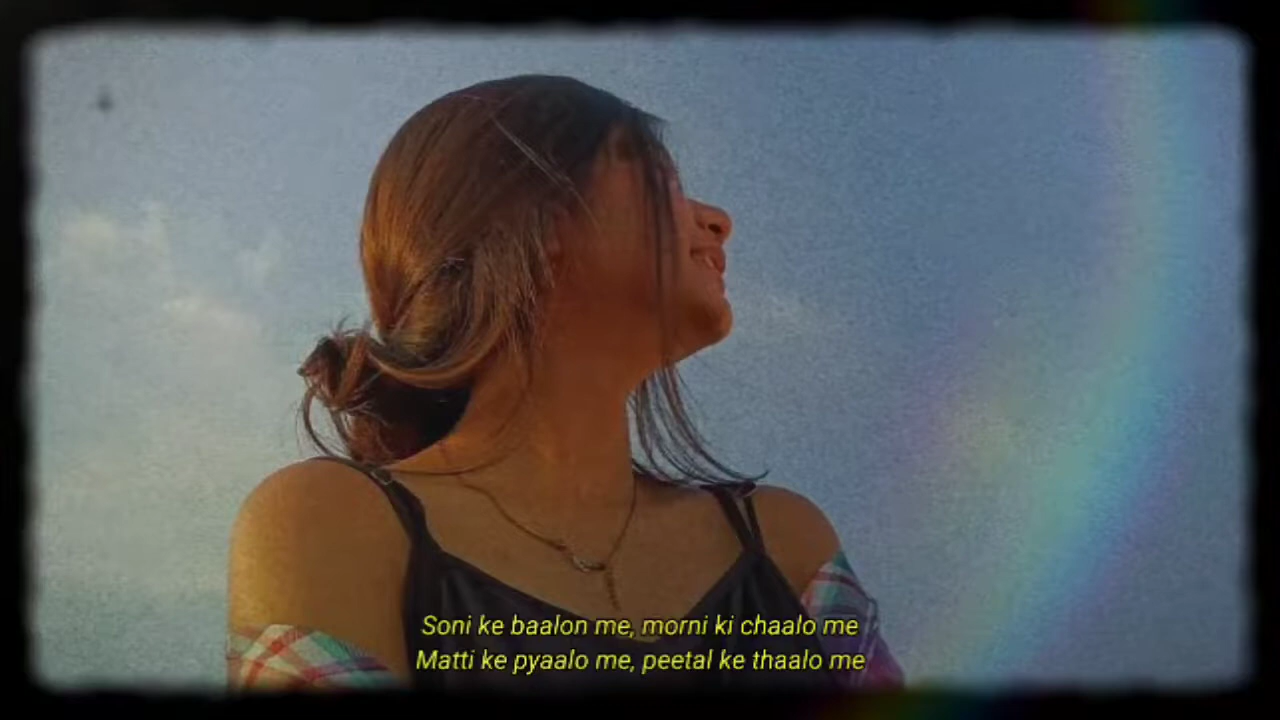 Soni ke baalon me, morni ki chaalo me
Matti ke pyaalo me, peetal ke thaalo me